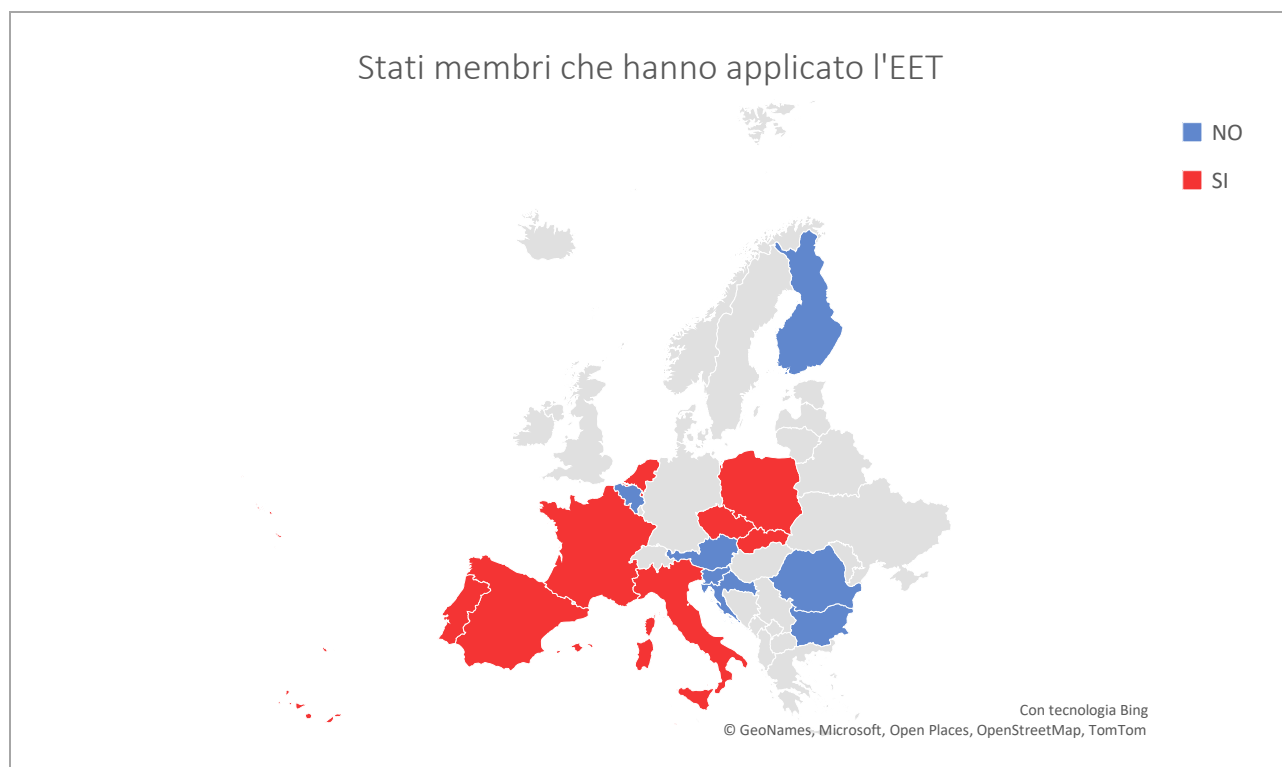 Stati membri che hanno applicato l'EET
NO
SI
Con tecnologia Bing
© GeoNames, Microsoft, Open Places, OpenStreetMap, TomTom